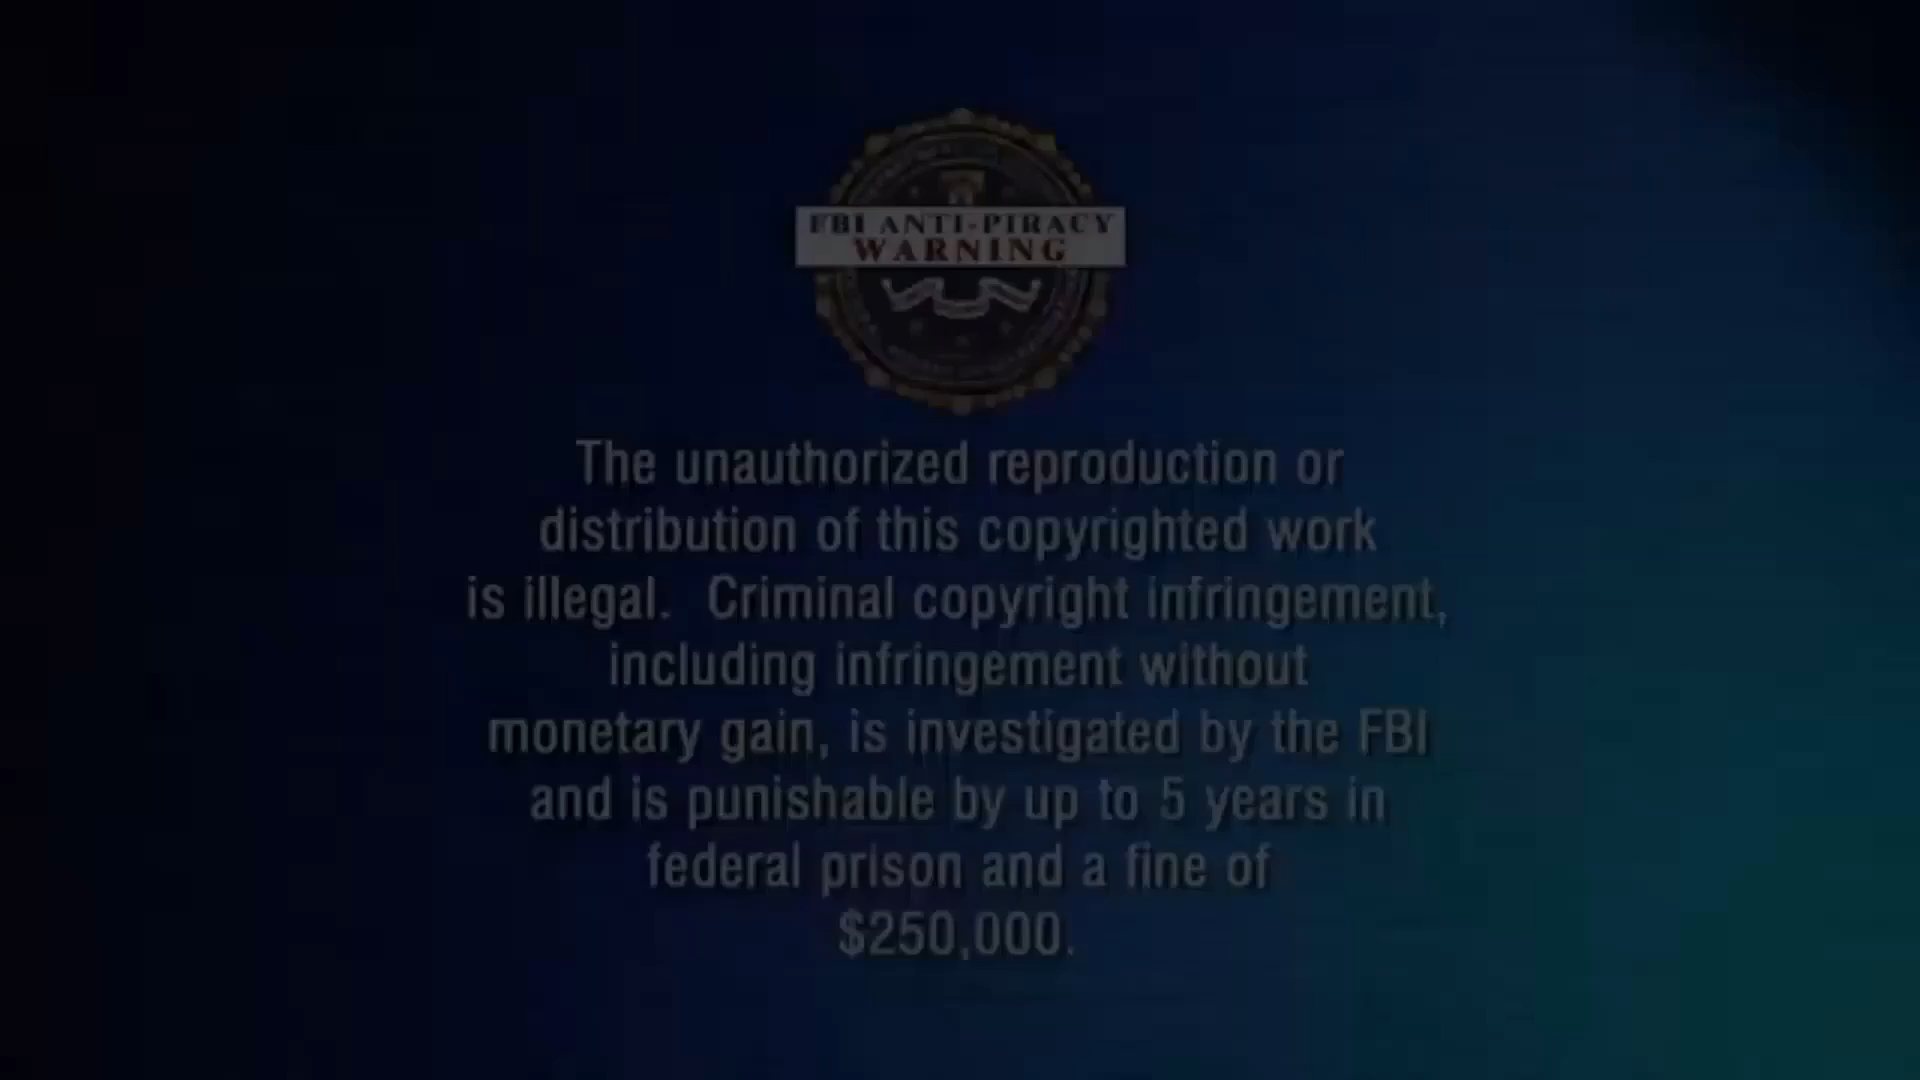 FBI ANTI-PIRACY
WARNING
The unauthorized reproduction or
distribution of this copyrighted work
is illegal.  Criminal copyright infringement,
including infringement without
monetary gain, is investigated by the FBI
and is punishable by up to 5 years in
federal prison and a fine of
$250,000.